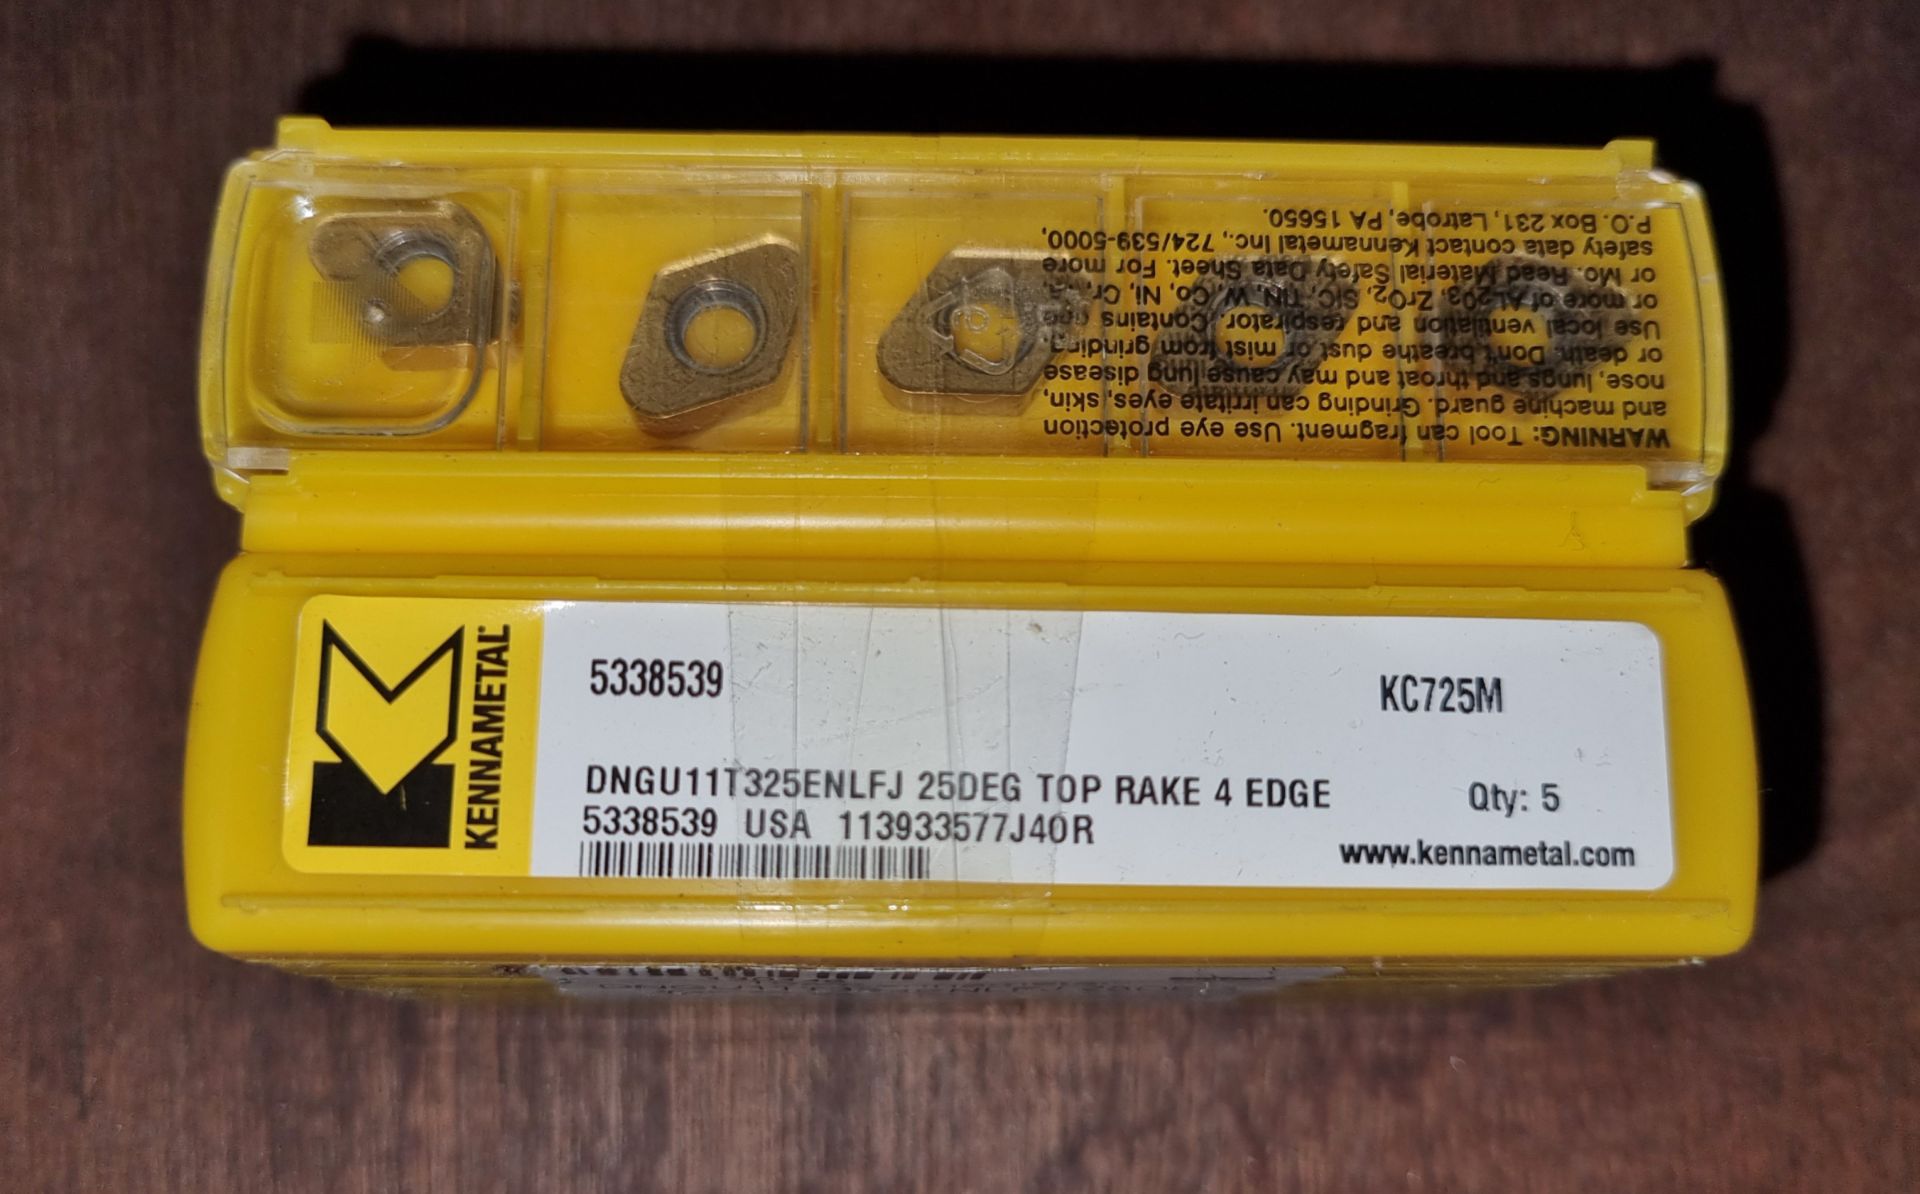 WARNING: Tool can fragment. Use eye protection
and machine guard. Grinding can irritate eyes, skin,
nose, lungs and throat and may cause lung disease
or death. Don't breathe dust or mist from grinding.
Use local ventilation and respirator. Contains one
or more of AL203, ZrO2, SiC, TiN, W, Co, Ni, Cr,
or Mo. Read Material Safety Data Sheet. For more
safety data contact Kennametal Inc., 724/539-5000,
P.O. Box 231, Latrobe, PA 15650.
KENNAMETAL
5338539
KC725M
DNGU11T325ENLFJ 25DEG TOP RAKE 4 EDGE
Qty: 5
5338539 USA 113933577J40R
www.kennametal.com